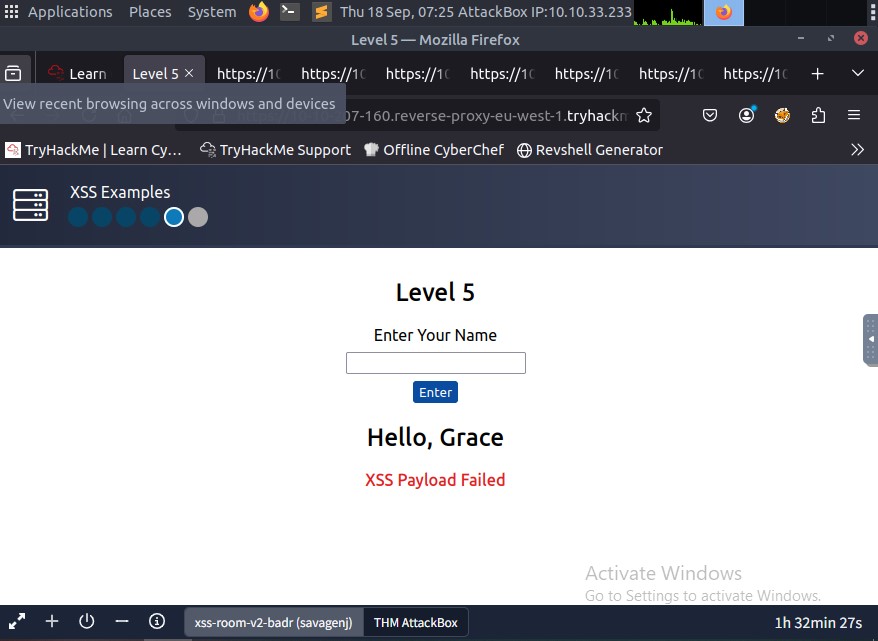 Applications Places System Thu 18 Sep, 07:25 AttackBox IP:10.10.33.233
Level 5 — Mozilla Firefox
Learn Level 5 https://10 https://10 https://10 https://10 https://10 https://10 https://10
View recent browsing across windows and devices
07-160.reverse-proxy-eu-west-1.tryhackm
TryHackMe | Learn Cy... TryHackMe Support Offline CyberChef Revshell Generator
XSS Examples
Level 5
Enter Your Name
Enter
Hello, Grace
XSS Payload Failed
Activate Windows
Go to Settings to activate Windows.
xss-room-v2-badr (savagenj) THM AttackBox 1h 32min 27s